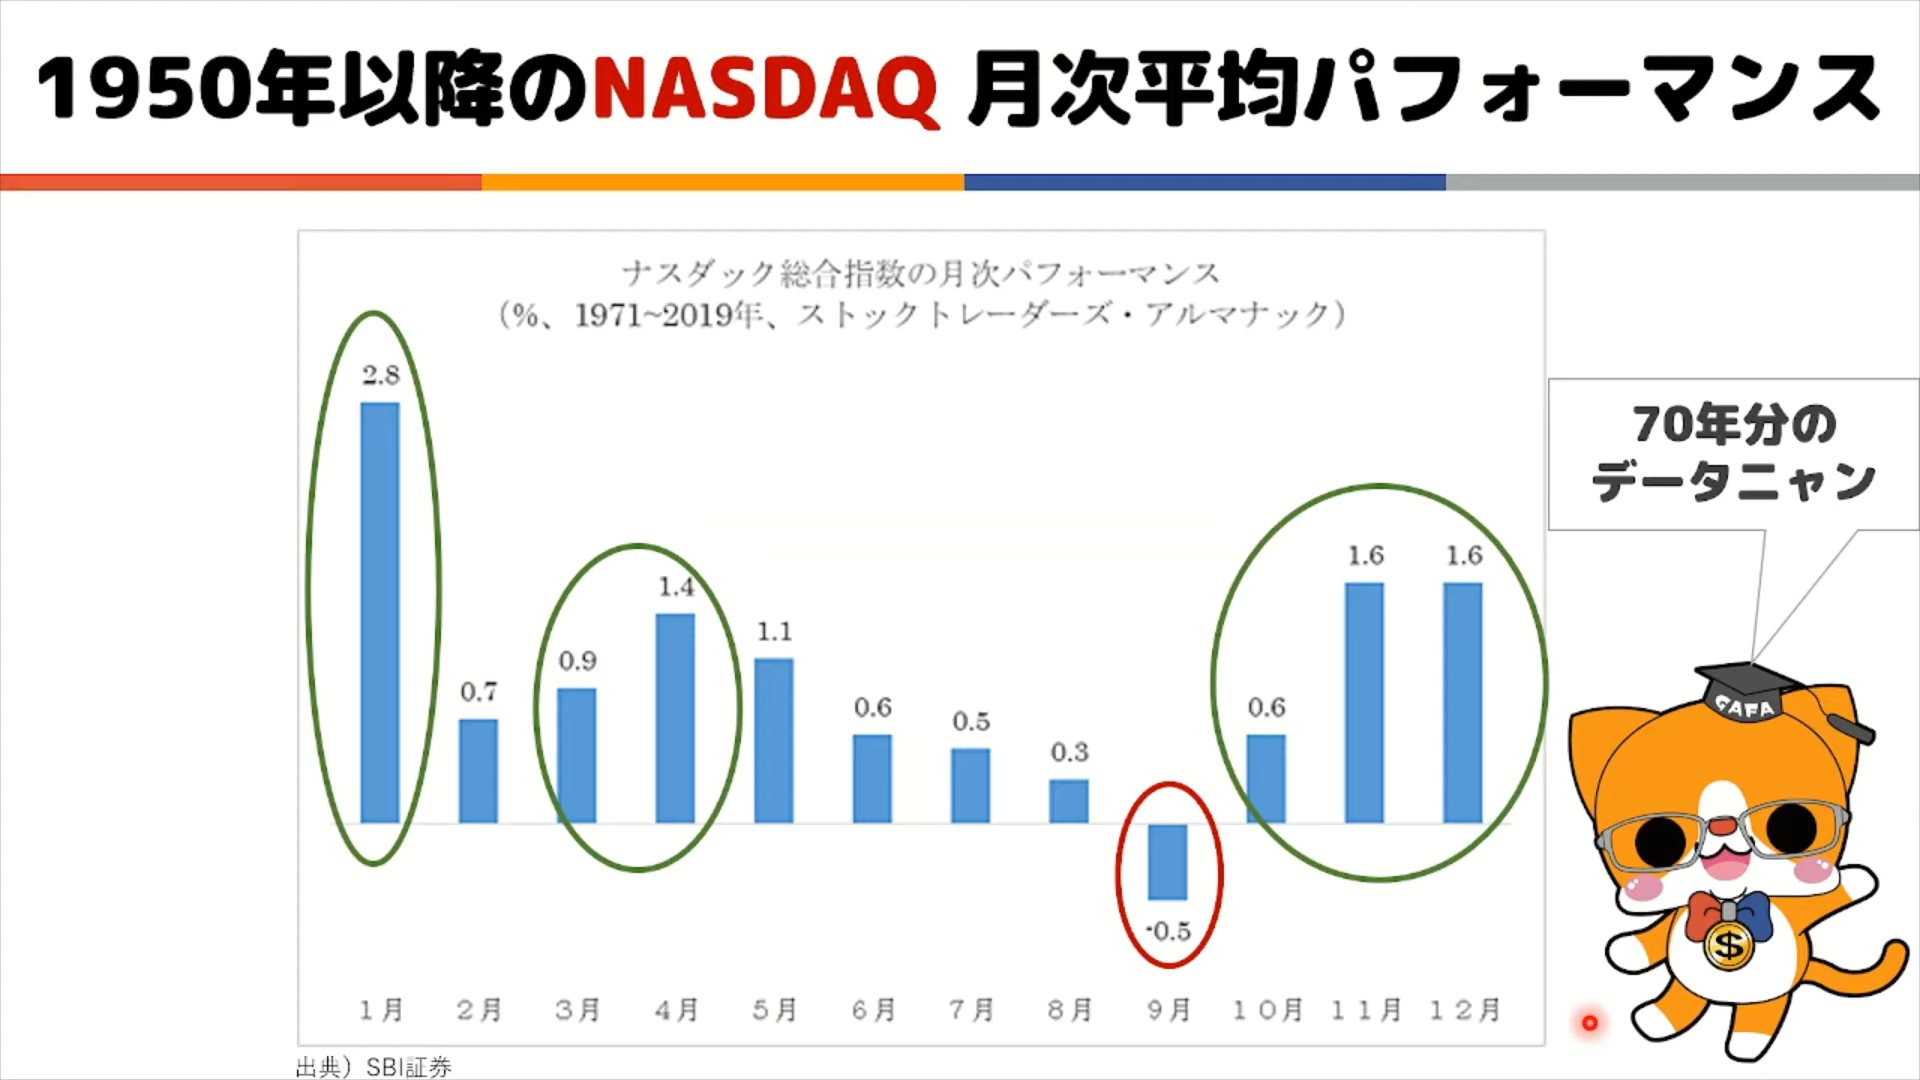 1950年以降のNASDAQ 月次平均パフォーマンス
ナスダック総合指数の月次パフォーマンス
（%、1971~2019年、ストックトレーダーズ・アルマナック）
2.8
0.7
0.9
1.4
1.1
0.6
0.5
0.3
-0.5
0.6
1.6
1.6
1月 2月 3月 4月 5月 6月 7月 8月 9月 10月 11月 12月
70年分の
データニャン
GAFA
$
出典）SBI証券